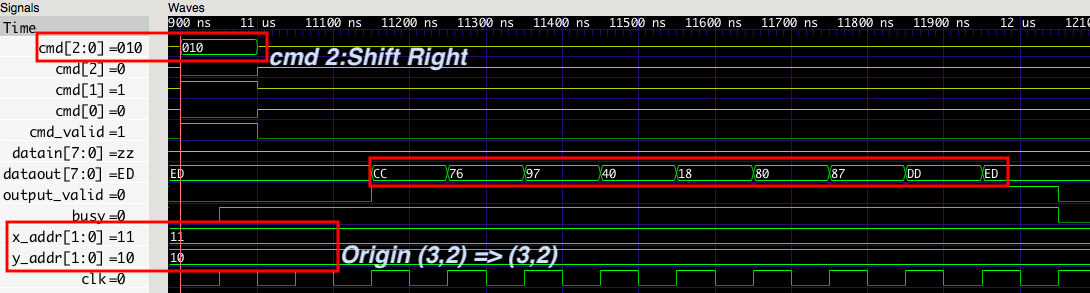 Signals Waves
Time 900 ns 11 us 11100 ns 11200 ns 11300 ns 11400 ns 11500 ns 11600 ns 11700 ns 11800 ns 11900 ns 12 us
cmd[2:0]=010 010 cmd 2:Shift Right
cmd[2]=0
cmd[1]=1
cmd[0]=0
cmd_valid=1
datain[7:0]=zz
dataout[7:0]=ED ED CC 76 97 40 18 80 87 DD ED
output_valid=0
busy=0
x_addr[1:0]=11 11
y_addr[1:0]=10 10 Origin (3,2) => (3,2)
clk=0